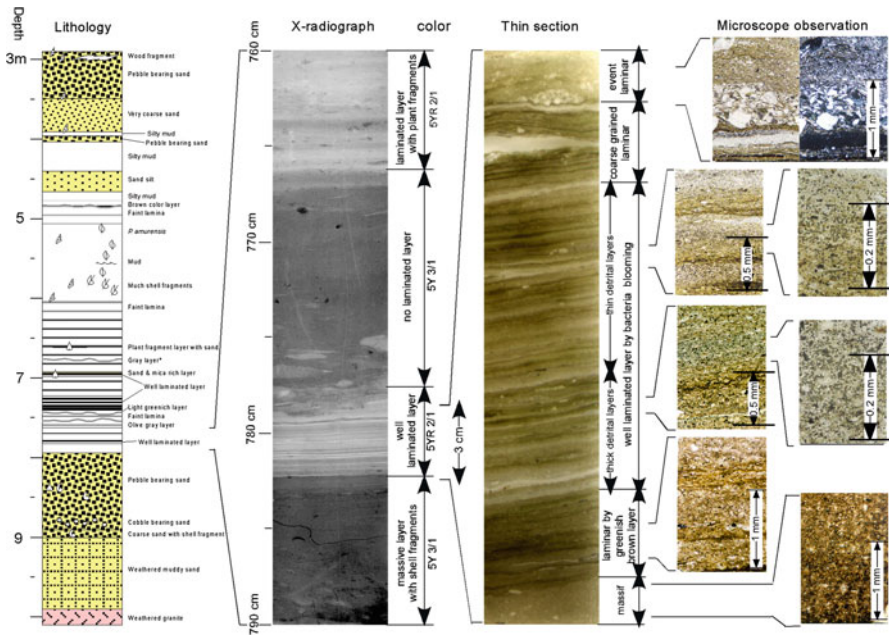 Lithology
X-radiograph
color
Thin section
Microscope observation
Depth
3m
5
7
9
Wood fragment
Pebble bearing sand
Very coarse sand
Silty mud
Pebble bearing sand
Silty mud
Sand silt
Silty mud
Brown color layer
Faint lamina
P. amurensis
Mud
Much shell fragments
Faint lamina
Plant fragment layer with sand
Gray layer*
Sand & mica rich layer
Well laminated layer
Light greenich layer
Faint lamina
Olive gray layer
Well laminated layer
Pebble bearing sand
Cobble bearing sand
Coarse sand with shell fragment
Weathered muddy sand
Weathered granite
760 cm
770 cm
780 cm
790 cm
laminated layer
with plant fragments
5YR 2/1
no laminated layer
5Y 3/1
well
laminated layer
5YR 2/1
massive layer
with shell fragments
5Y 3/1
3 cm
event
laminar
coarse grained
laminar
thin detrital layers
thick detrital layers
well laminated layer by bacteria blooming
laminar by
greenish
brown layer
massif
1 mm
0.5 mm
0.2 mm
0.5 mm
0.2 mm
1 mm
1 mm